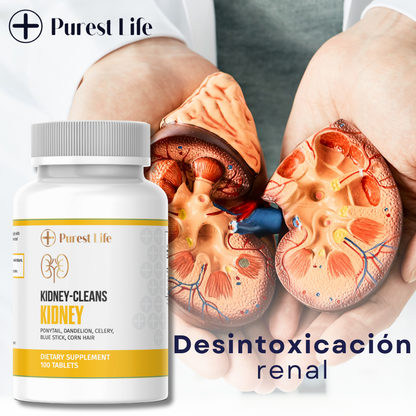 Purest Life
Purest Life
KIDNEY-CLEANS
KIDNEY
PONYTAIL, DANDELION, CELERY,
BLUE STICK, CORN HAIR
DIETARY SUPPLEMENT
100 TABLETS
Desintoxicación
renal